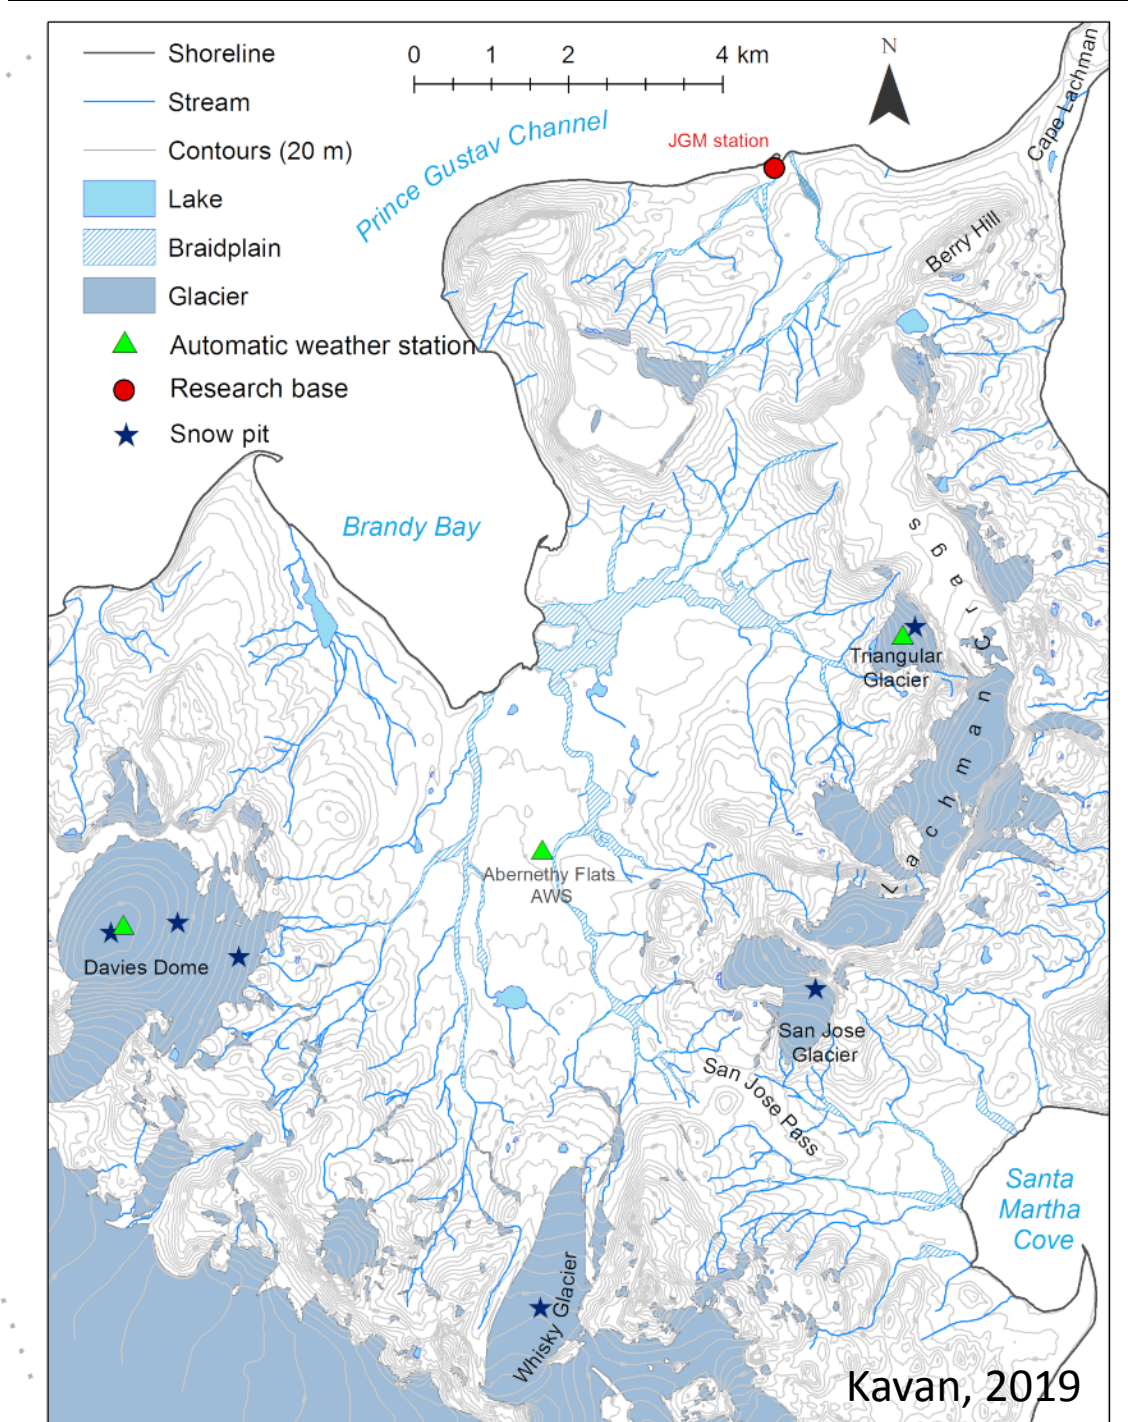 Shoreline
Stream
Contours (20 m)
Lake
Braidplain
Glacier
Automatic weather station
Research base
Snow pit
0 1 2 4 km
N
Prince Gustav Channel
JGM station
Cape Lachman
Berry Hill
Brandy Bay
Lachman Crags
Triangular
Glacier
Abernethy Flats
AWS
Davies Dome
San Jose
Glacier
San Jose Pass
Santa
Martha
Cove
Whisky Glacier
Kavan, 2019